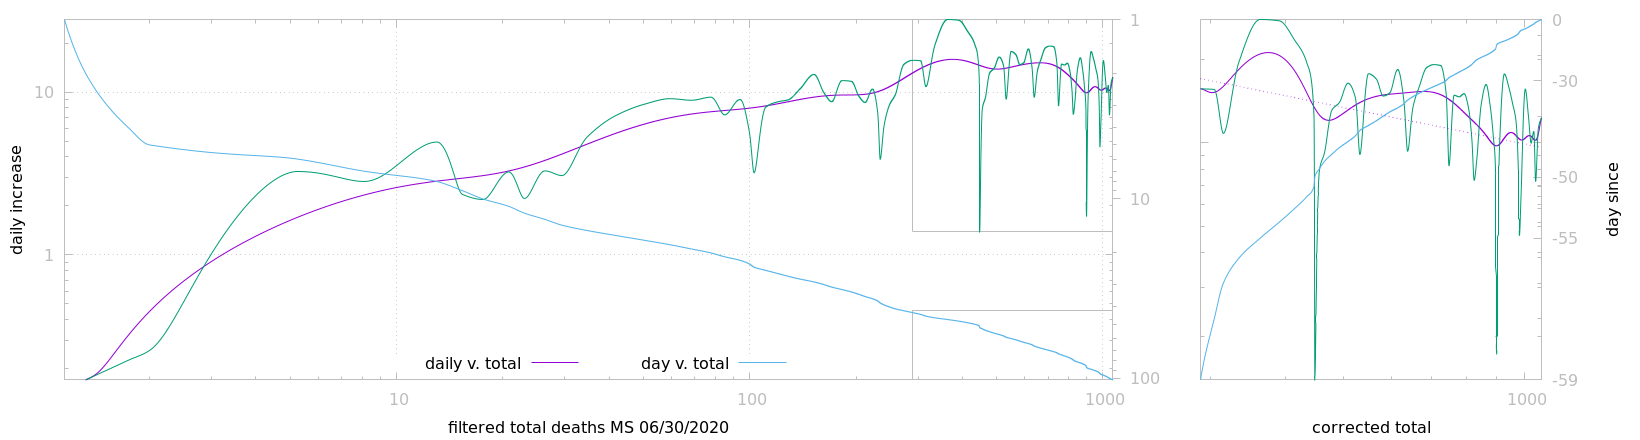 daily increase
10
1
daily v. total
day v. total
10
100
1000
1
10
100
filtered total deaths MS 06/30/2020
0
-30
-50
-55
-59
1000
corrected total
day since